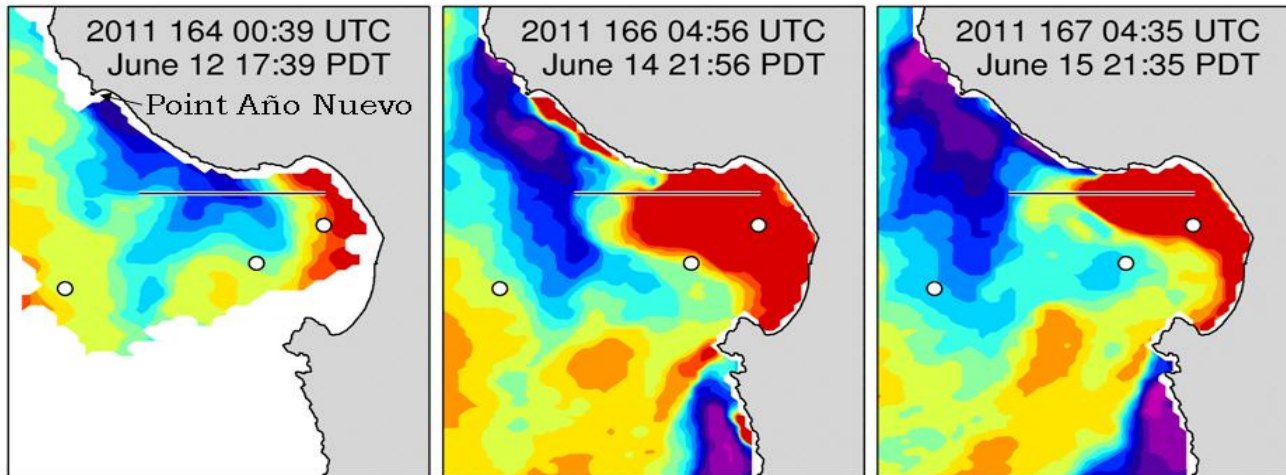 2011 164 00:39 UTC
June 12 17:39 PDT
Point Año Nuevo
2011 166 04:56 UTC
June 14 21:56 PDT
2011 167 04:35 UTC
June 15 21:35 PDT